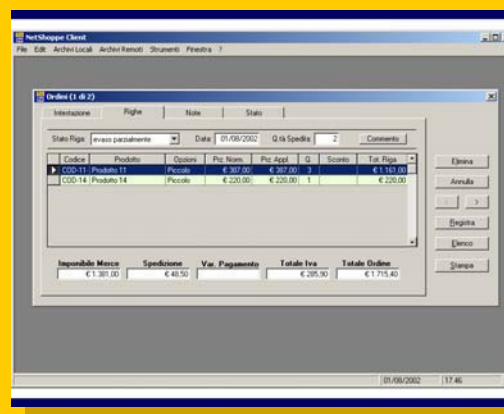 NetShoppe Client
File Edit Archivi Locali Archivi Remoti Strumenti Finestra ?
Ordini (1 di 2)
Intestazione Righe Note Stato
Stato Riga: evaso parzialmente Data: 01/08/2002 Q.tà Spedita: 2 Commento
Codice Prodotto Opzioni Prz. Nom. Prz. Appl. Q. Sconto Tot. Riga
COD-11 Prodotto 11 Piccolo € 387,00 € 387,00 3 € 1.161,00
COD-14 Prodotto 14 Piccolo € 220,00 € 220,00 1 € 220,00
Elimina
Annulla
< >
Registra
Elenco
Stampa
Imponibile Merce Spedizione Var. Pagamento Totale Iva Totale Ordine
€ 1.381,00 € 48,50 € 285,90 € 1.715,40
01/08/2002 17.46